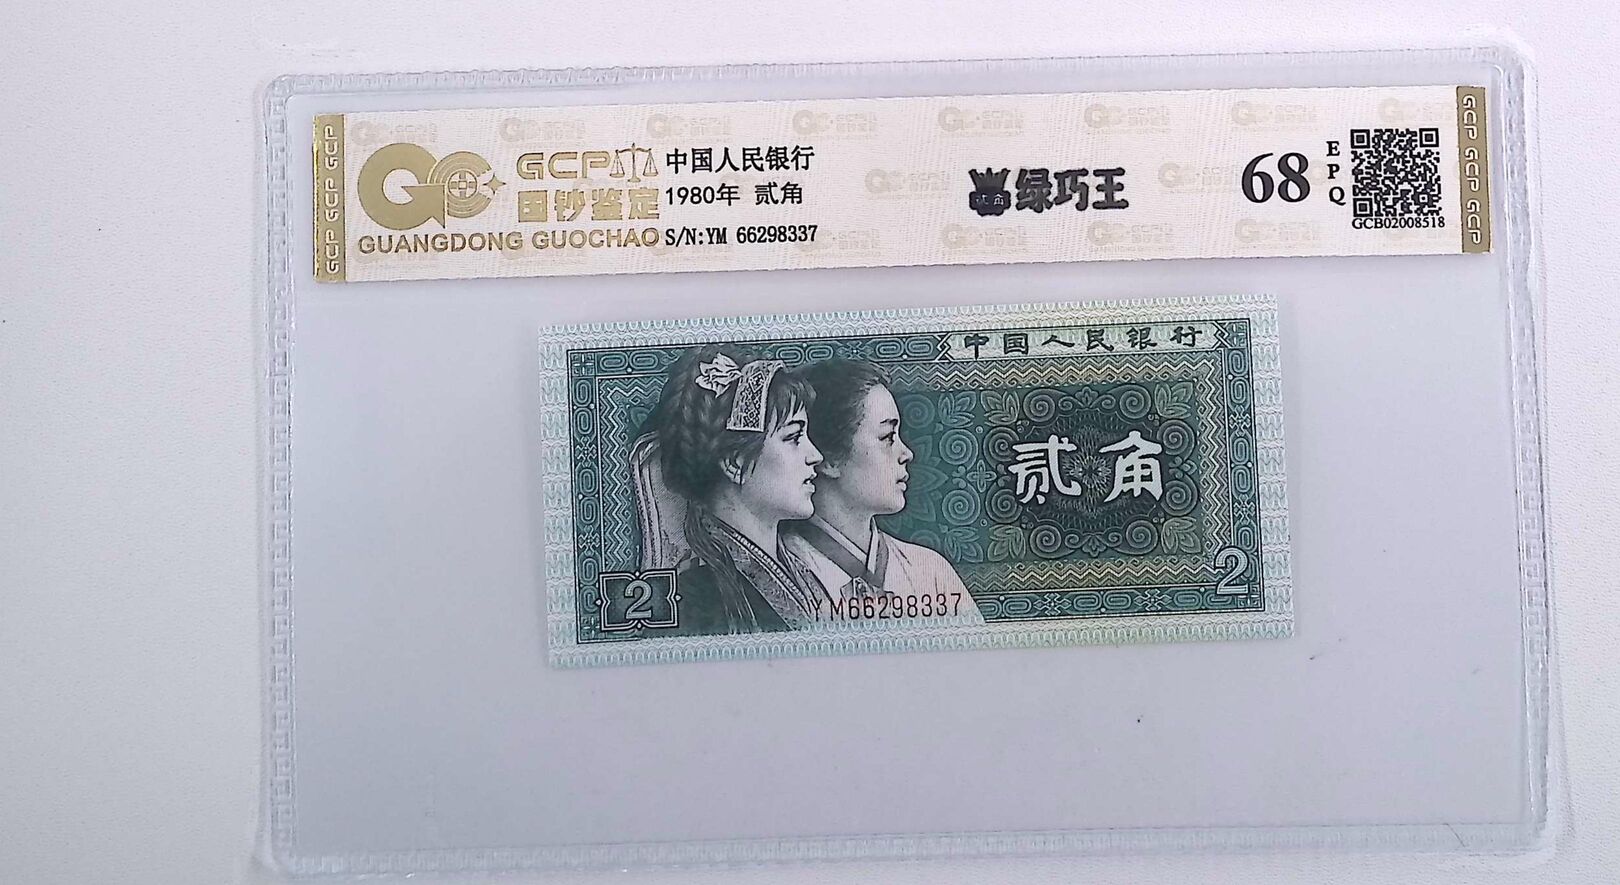 GCP
国钞鉴定
GUANGDONG GUOCHAO
中国人民银行
1980年 贰角
S/N:YM 66298337
绿巧王
68
EPQ
GCB02008518
GCP GCP GCP
GCP GCP GCP
中国人民银行
贰角
2
2
YM66298337